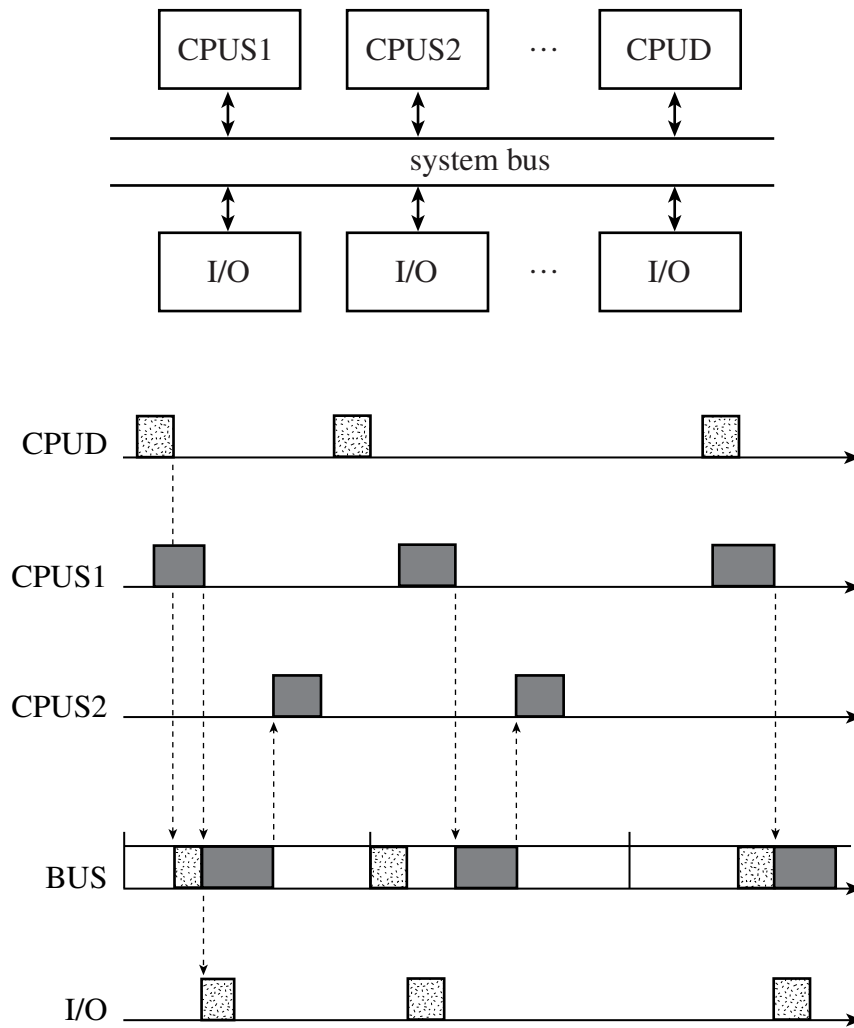 CPUS1 CPUS2 ... CPUD
system bus
I/O I/O ... I/O
CPUD
CPUS1
CPUS2
BUS
I/O